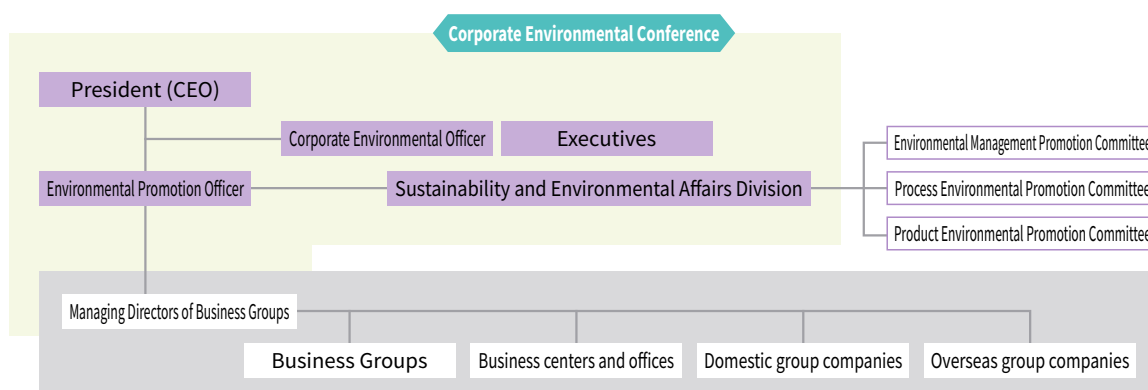 Corporate Environmental Conference
President (CEO)
Corporate Environmental Officer
Executives
Environmental Promotion Officer
Sustainability and Environmental Affairs Division
Environmental Management Promotion Committee
Process Environmental Promotion Committee
Product Environmental Promotion Committee
Managing Directors of Business Groups
Business Groups
Business centers and offices
Domestic group companies
Overseas group companies